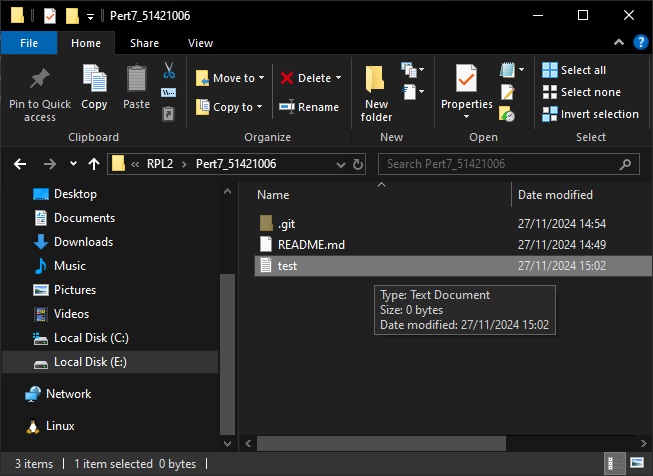 Pert7_51421006
File Home Share View
Pin to Quick access
Copy
Paste
Clipboard
Move to
Copy to
Delete
Rename
Organize
New folder
New
Properties
Open
Select all
Select none
Invert selection
Select
« RPL2 > Pert7_51421006
Search Pert7_51421006
Desktop
Documents
Downloads
Music
Pictures
Videos
Local Disk (C:)
Local Disk (E:)
Network
Linux
Name Date modified
.git 27/11/2024 14:54
README.md 27/11/2024 14:49
test 27/11/2024 15:02
Type: Text Document
Size: 0 bytes
Date modified: 27/11/2024 15:02
3 items 1 item selected 0 bytes